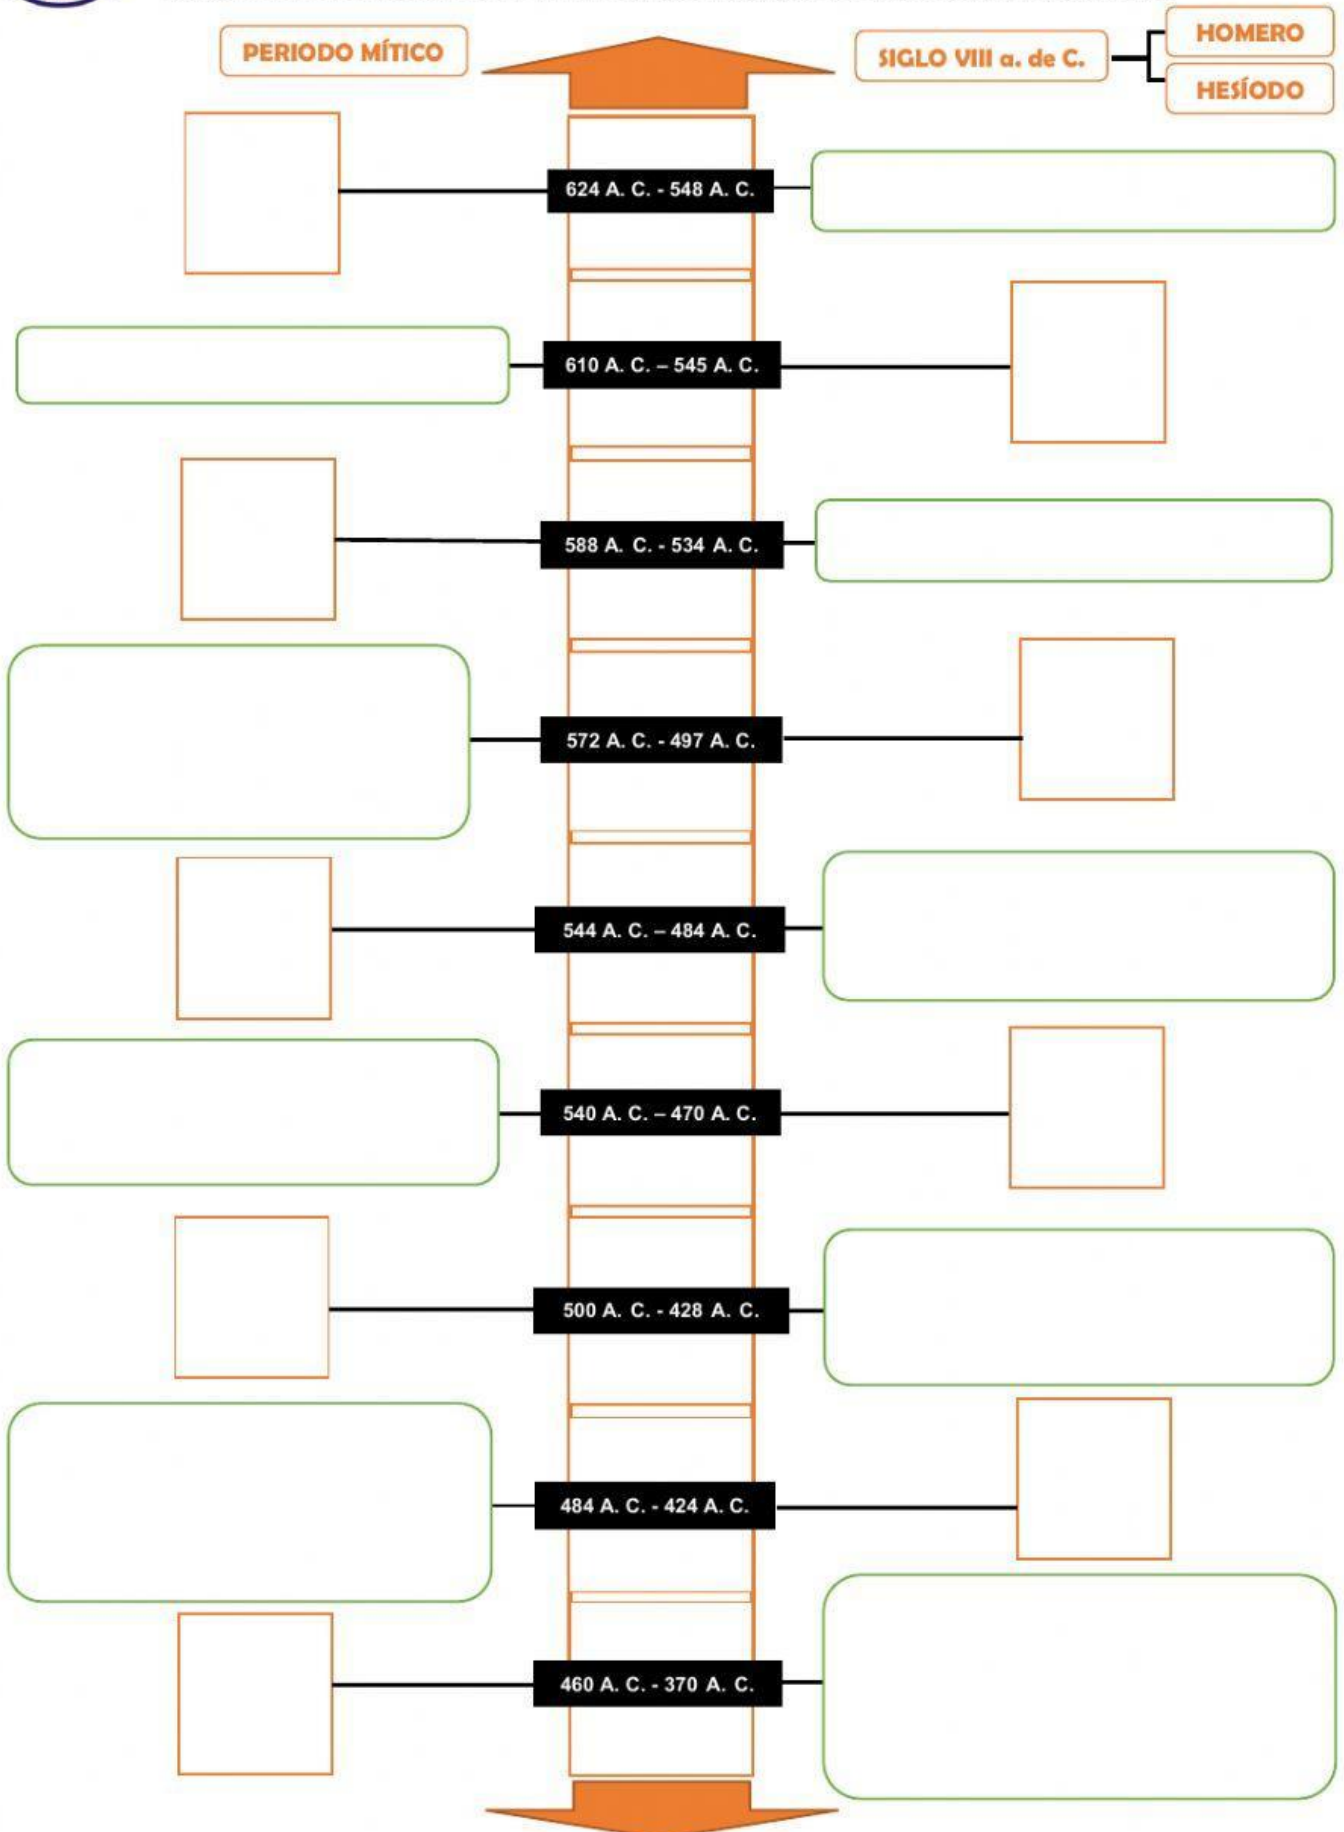 PERIODO MÍTICO
SIGLO VIII a. de C.
HOMERO
HESÍODO
624 A. C. - 548 A. C.
610 A. C. – 545 A. C.
588 A. C. - 534 A. C.
572 A. C. - 497 A. C.
544 A. C. – 484 A. C.
540 A. C. – 470 A. C.
500 A. C. - 428 A. C.
484 A. C. - 424 A. C.
460 A. C. - 370 A. C.